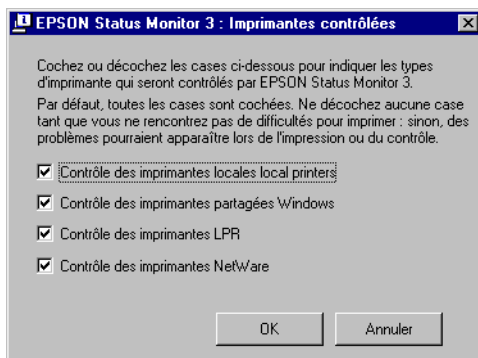 EPSON Status Monitor 3 : Imprimantes contrôlées
Cochez ou décochez les cases ci-dessous pour indiquer les types
d'imprimante qui seront contrôlés par EPSON Status Monitor 3.
Par défaut, toutes les cases sont cochées. Ne décochez aucune case
tant que vous ne rencontrez pas de difficultés pour imprimer : sinon, des
problèmes pourraient apparaître lors de l'impression ou du contrôle.
Contrôle des imprimantes locales local printers
Contrôle des imprimantes partagées Windows
Contrôle des imprimantes LPR
Contrôle des imprimantes NetWare
OK
Annuler